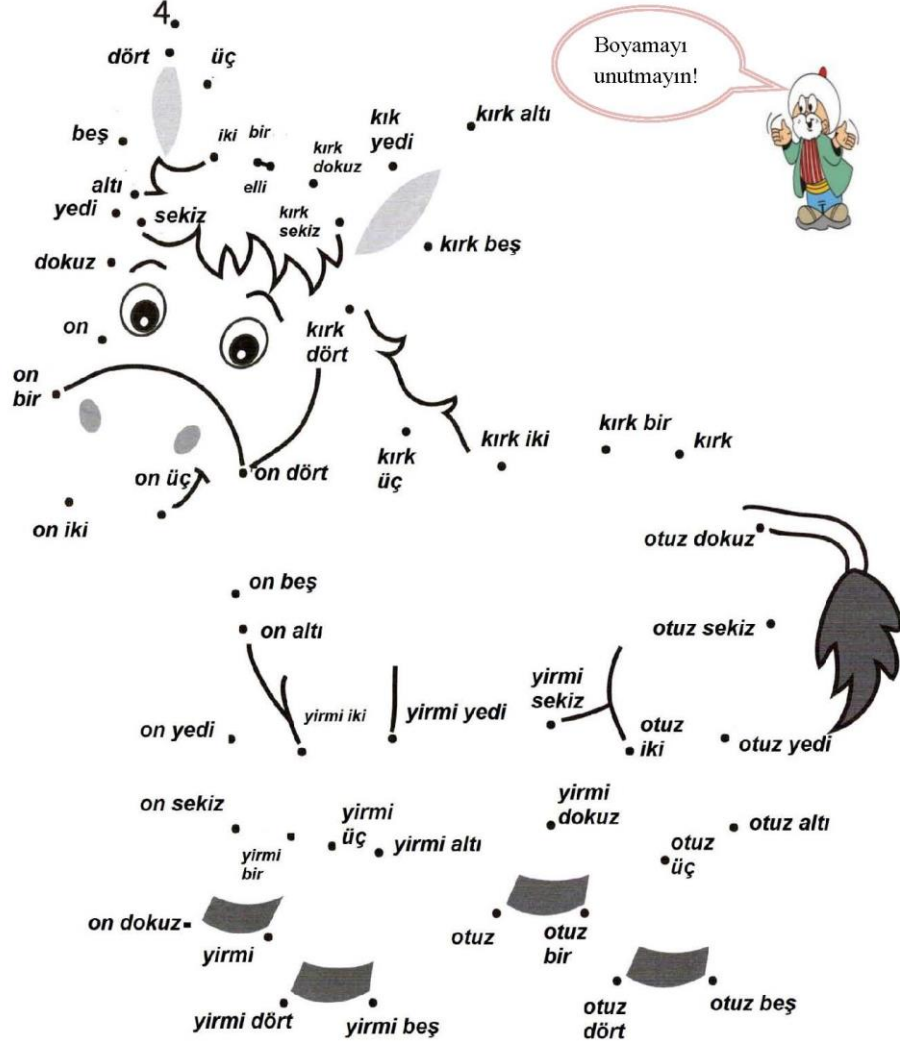 4
dört
üç
Boyamayı
unutmayın!
beş
iki
bir
kırk
dokuz
kık
yedi
kırk altı
altı
elli
yedi
sekiz
kırk
sekiz
dokuz
kırk beş
on
kırk
dört
on
bir
kırk iki
kırk bir
kırk
kırk
üç
on üç
on dört
on iki
otuz dokuz
on beş
on altı
otuz sekiz
yirmi
sekiz
on yedi
yirmi iki
yirmi yedi
otuz
iki
otuz yedi
on sekiz
yirmi
bir
yirmi
üç
yirmi altı
yirmi
dokuz
otuz
üç
otuz altı
on dokuz
yirmi
otuz
otuz
bir
yirmi dört
yirmi beş
otuz
dört
otuz beş